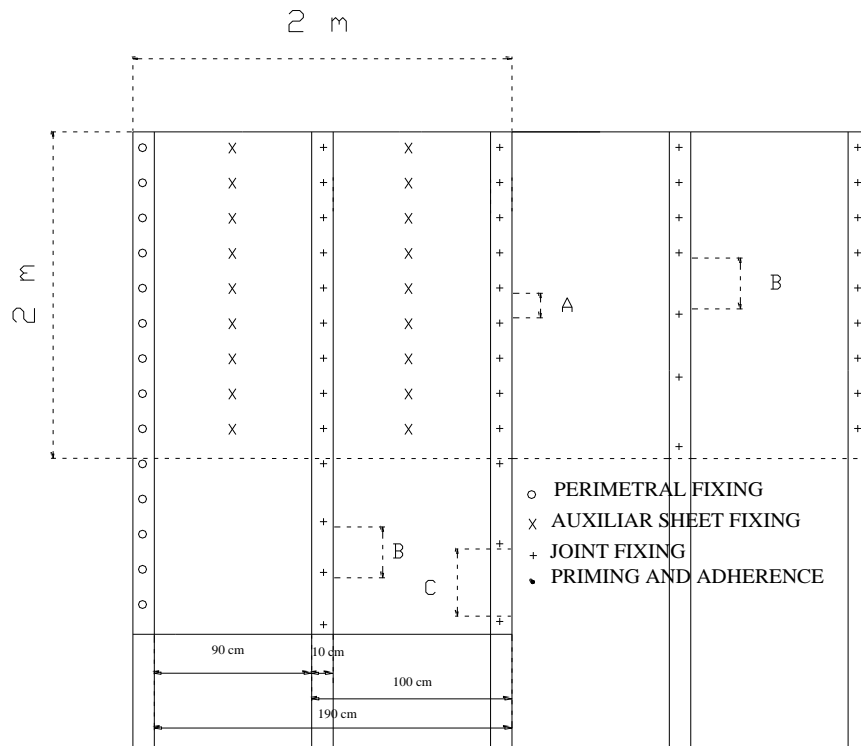 2 m
2 m
A
B
B
C
o PERIMETRAL FIXING
x AUXILIAR SHEET FIXING
+ JOINT FIXING
PRIMING AND ADHERENCE
90 cm
10 cm
100 cm
190 cm